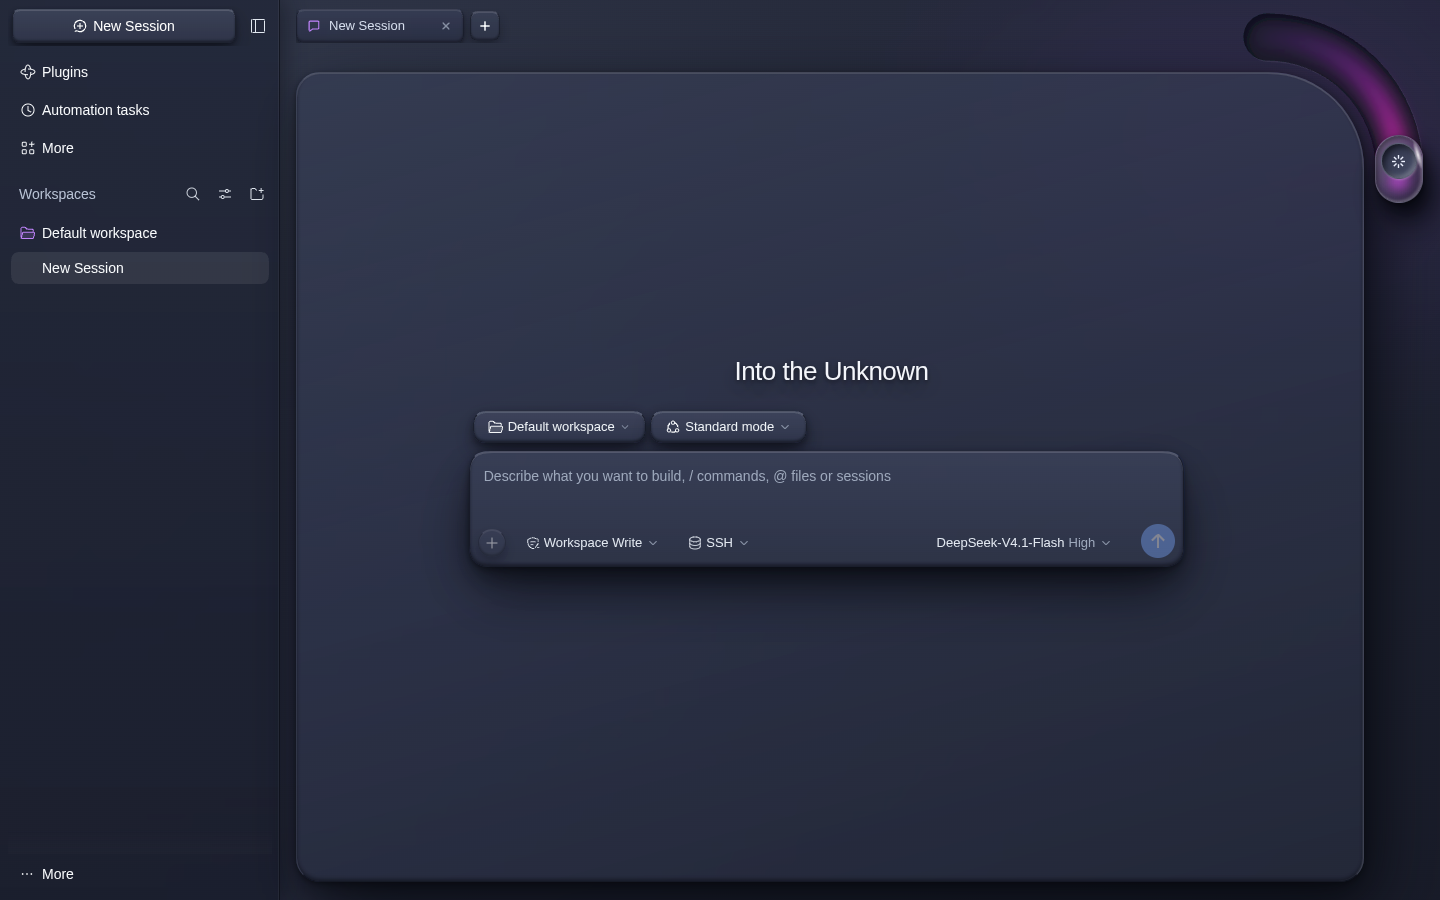 New Session
New Session
Plugins
Automation tasks
More
Workspaces
Default workspace
New Session
Into the Unknown
Default workspace
Standard mode
Describe what you want to build, / commands, @ files or sessions
Workspace Write
SSH
DeepSeek-V4.1-Flash High
More